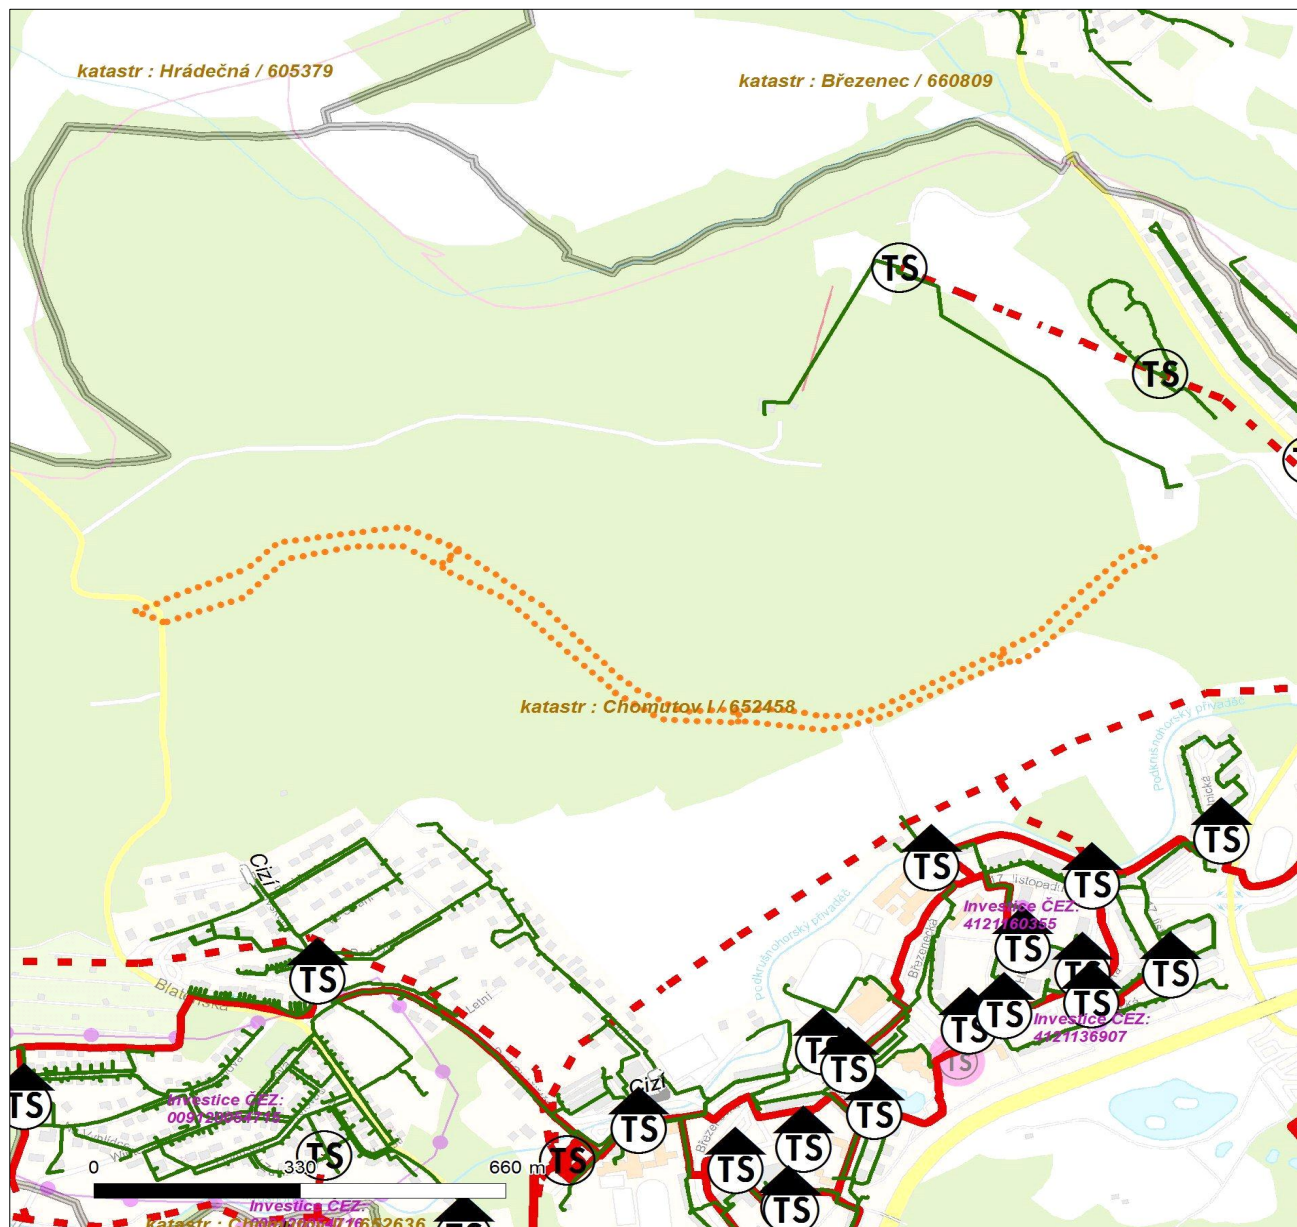 katastr : Hrádečná / 605379
katastr : Březenec / 660809
TS
TS
katastr : Chomutov I / 652458
Podkrušnohorský přivaděč
TS
TS
TS
Cizí
17. listopadu
Investice ČEZ:
4121160355
Březenecká
TS
TS
TS
TS
Podkrušnohorský přivaděč
Blatenská
Letní
TS
TS
TS
Investice ČEZ:
4121136907
TS
TS
TS
Cizí
TS
TS
Investice ČEZ:
TS
TS
TS
TS
TS
TS
0
330
660 m
Investice ČEZ:
TS